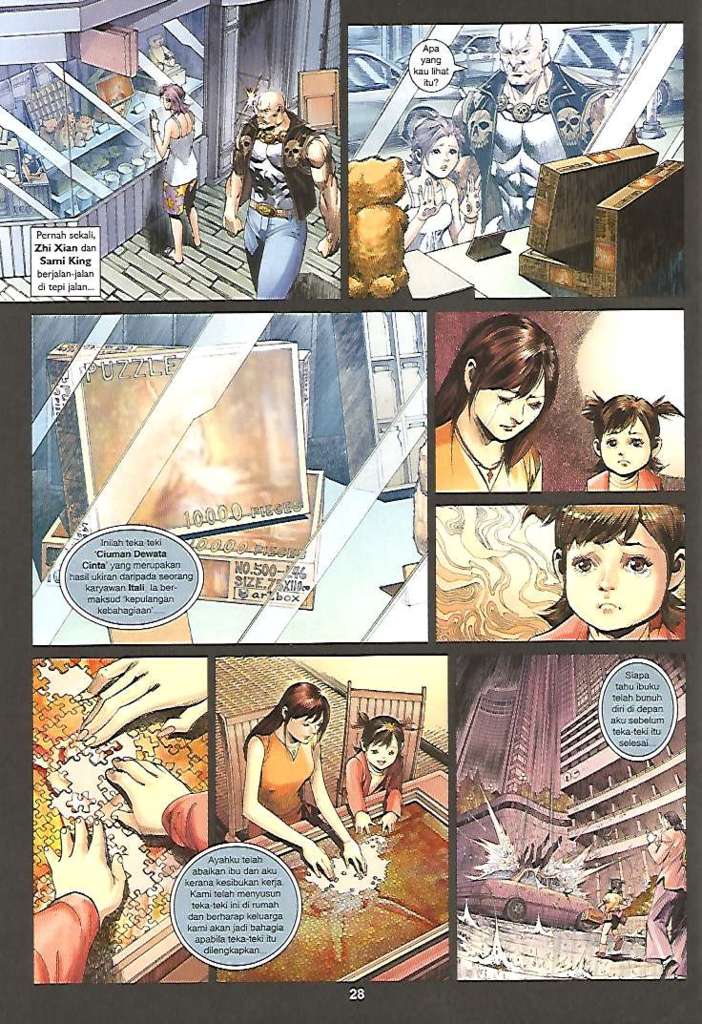 Pernah sekali,
Zhi Xian dan
Sami King
berjalan-jalan
di tepi jalan...
Apa
yang
kau lihat
itu?
PUZZLE
10000 PIECES
10000 PIECES
NO.500-146
artbox
Inilah teka-teki
'Ciuman Dewata
Cinta' yang merupakan
hasil ukiran daripada seorang
karyawan Itali. Ia ber-
maksud 'kepulangan
kebahagiaan'.
Ayahku telah
abaikan ibu dan aku
kerana kesibukan kerja.
Kami telah menyusun
teka-teki ini di rumah
dan berharap keluarga
kami akan jadi bahagia
apabila teka-teki itu
dilengkapkan...
Siapa
tahu ibuku
telah bunuh
diri di depan
aku sebelum
teka-teki itu
selesai...
28